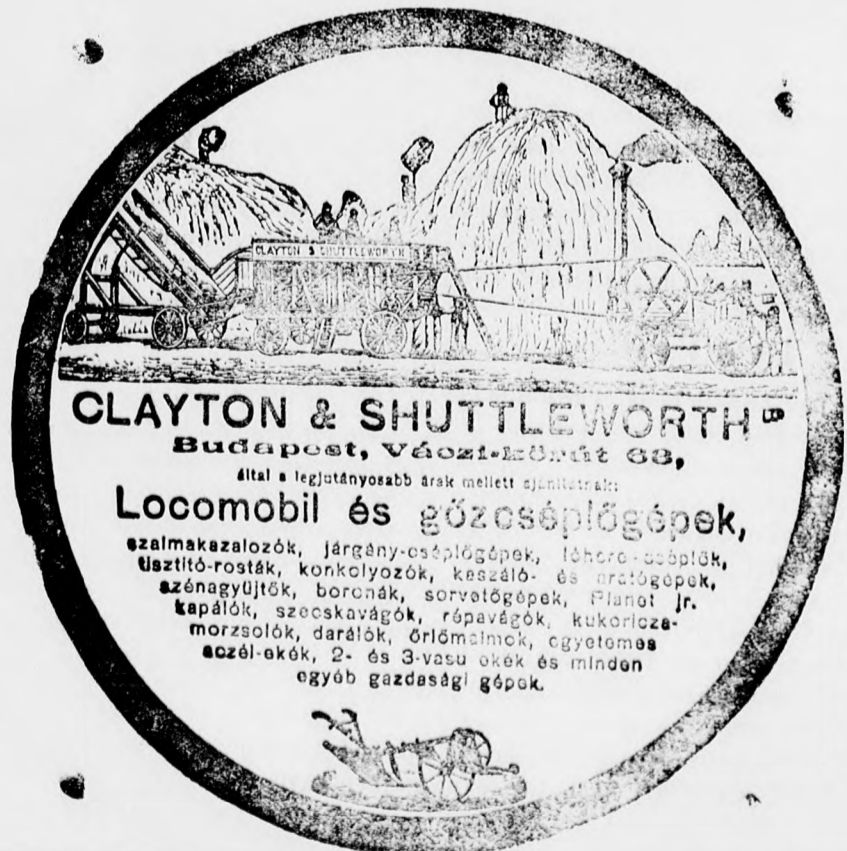 CLAYTON & SHUTTLEWORTH
CLAYTON & SHUTTLEWORTH
Budapest, Váczi-körút 63,
által a legjutányosabb árak mellett ajánltatnak:
Locomobil és gőzcséplőgépek,
szalmakazalozók, járgány-cséplőgépek, lóhere-cséplők,
tisztitó-rosták, konkolyozók, kaszáló- és aratógépek,
szénagyüjtők, boronák, sorvetőgépek, Planet jr.
kapálók, szecskavágók, répavágók, kukoricza-
morzsolók, darálók, őrlőmalmok, egyetemes
aczél-ekék, 2- és 3-vasu ekék és minden
egyéb gazdasági gépek.